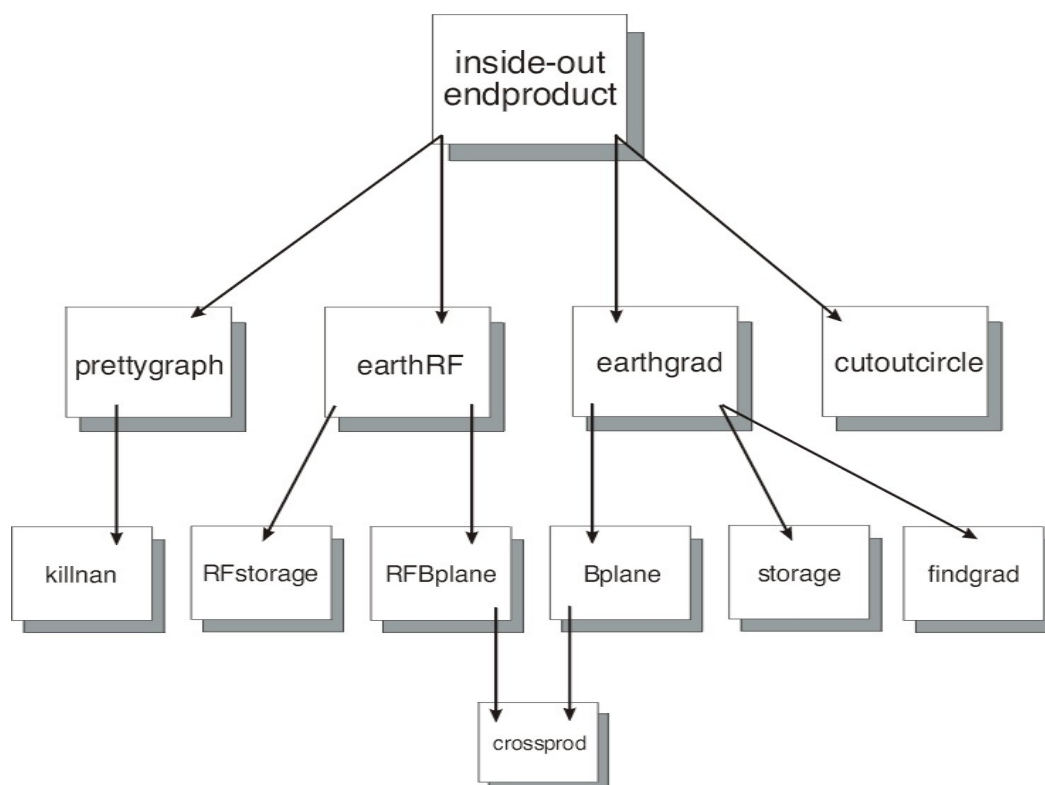 inside-out
endproduct
prettygraph
earthRF
earthgrad
cutoutcircle
killnan
RFstorage
RFBplane
Bplane
storage
findgrad
crossprod